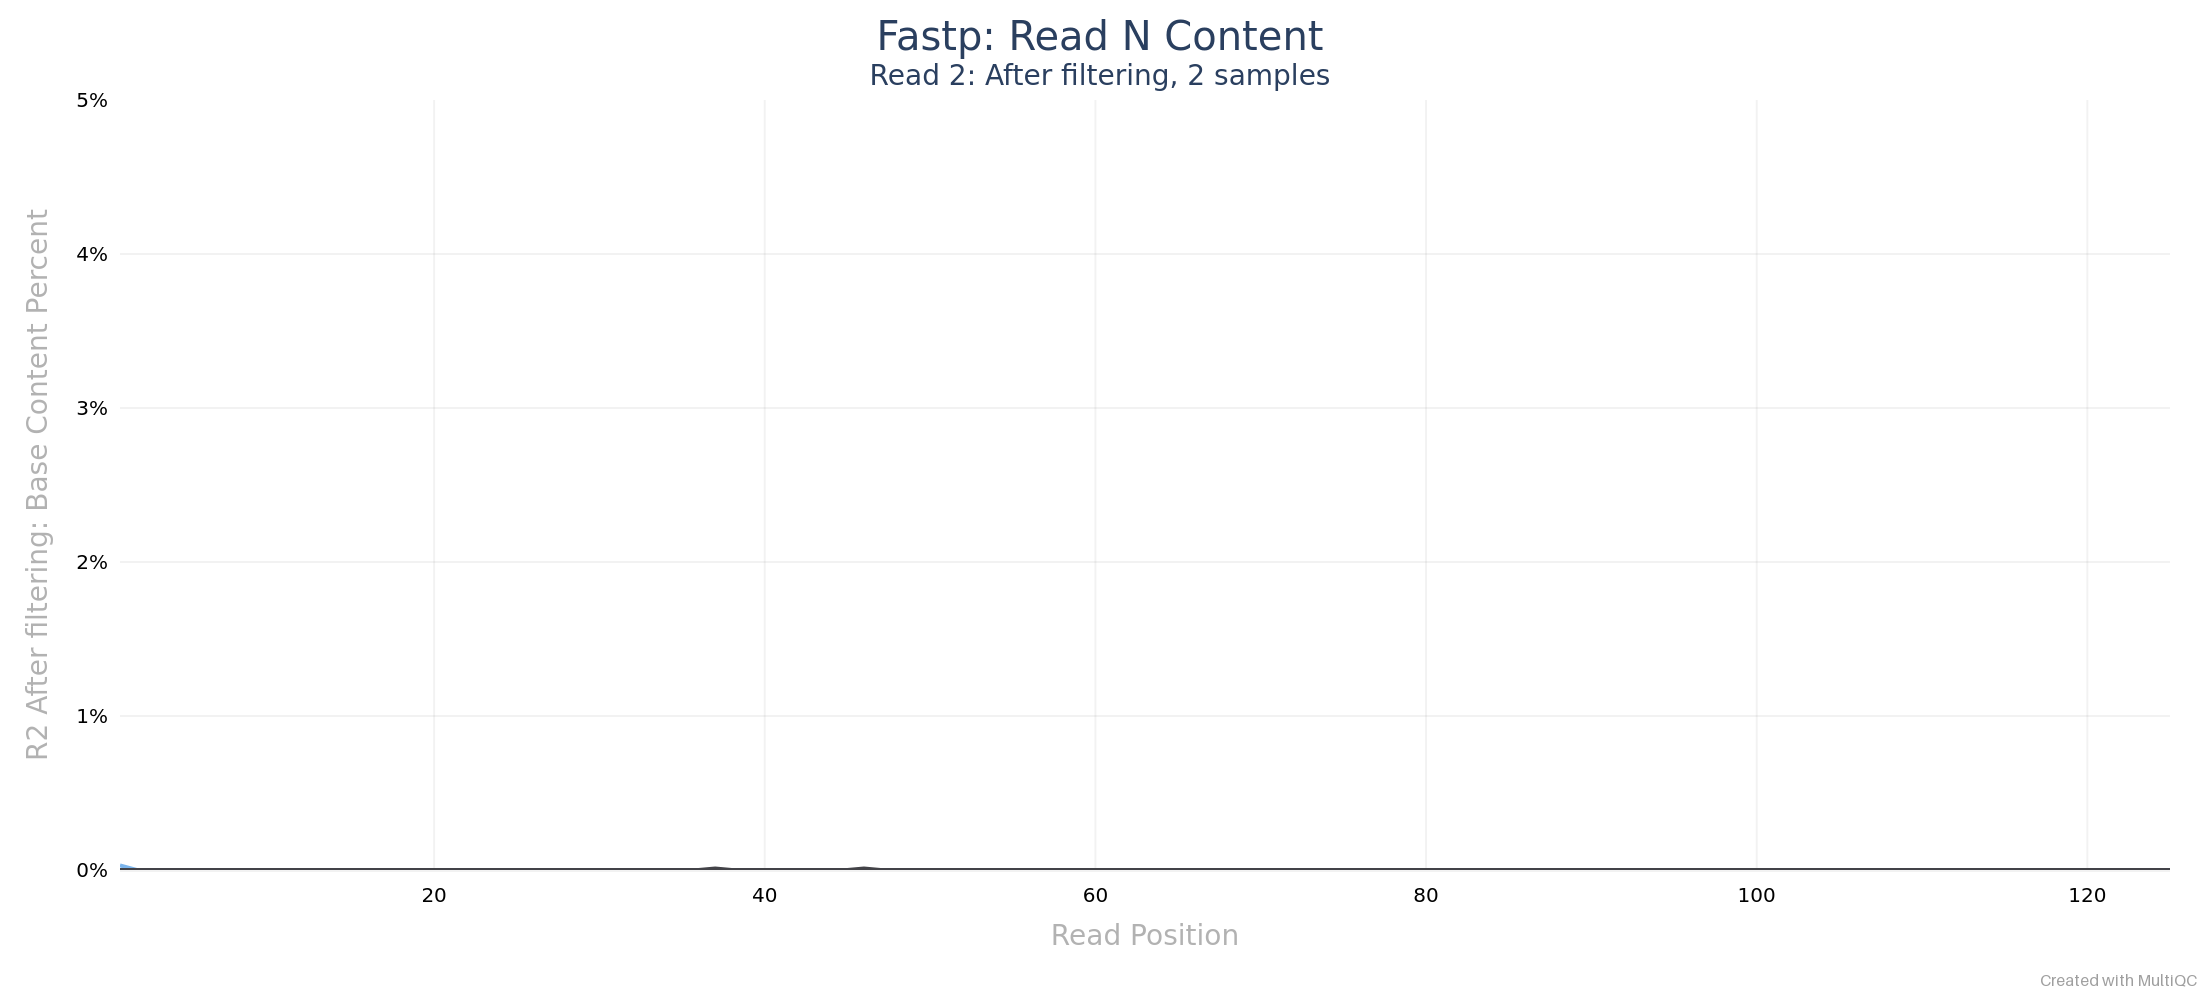 Fastp: Read N Content
Read 2: After filtering, 2 samples
R2 After filtering: Base Content Percent
5%
4%
3%
2%
1%
0%
20
40
60
80
100
120
Read Position
Created with MultiQC